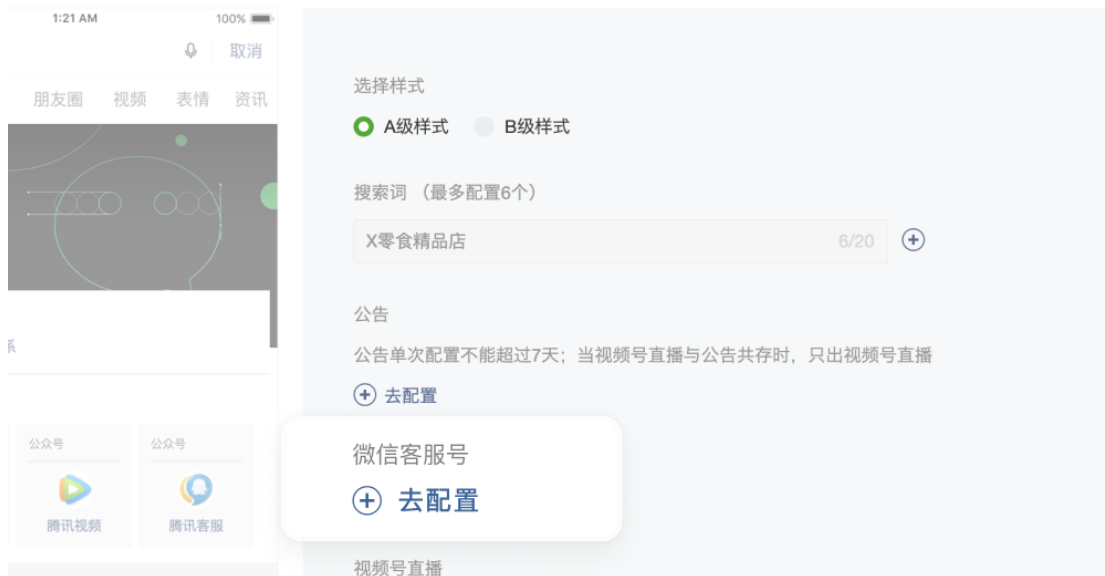 1:21 AM
100%
取消
朋友圈
视频
表情
资讯
系
公众号
腾讯视频
公众号
腾讯客服
选择样式
A级样式
B级样式
搜索词 （最多配置6个）
X零食精品店
6/20
公告
公告单次配置不能超过7天；当视频号直播与公告共存时，只出视频号直播
去配置
微信客服号
去配置
视频号直播